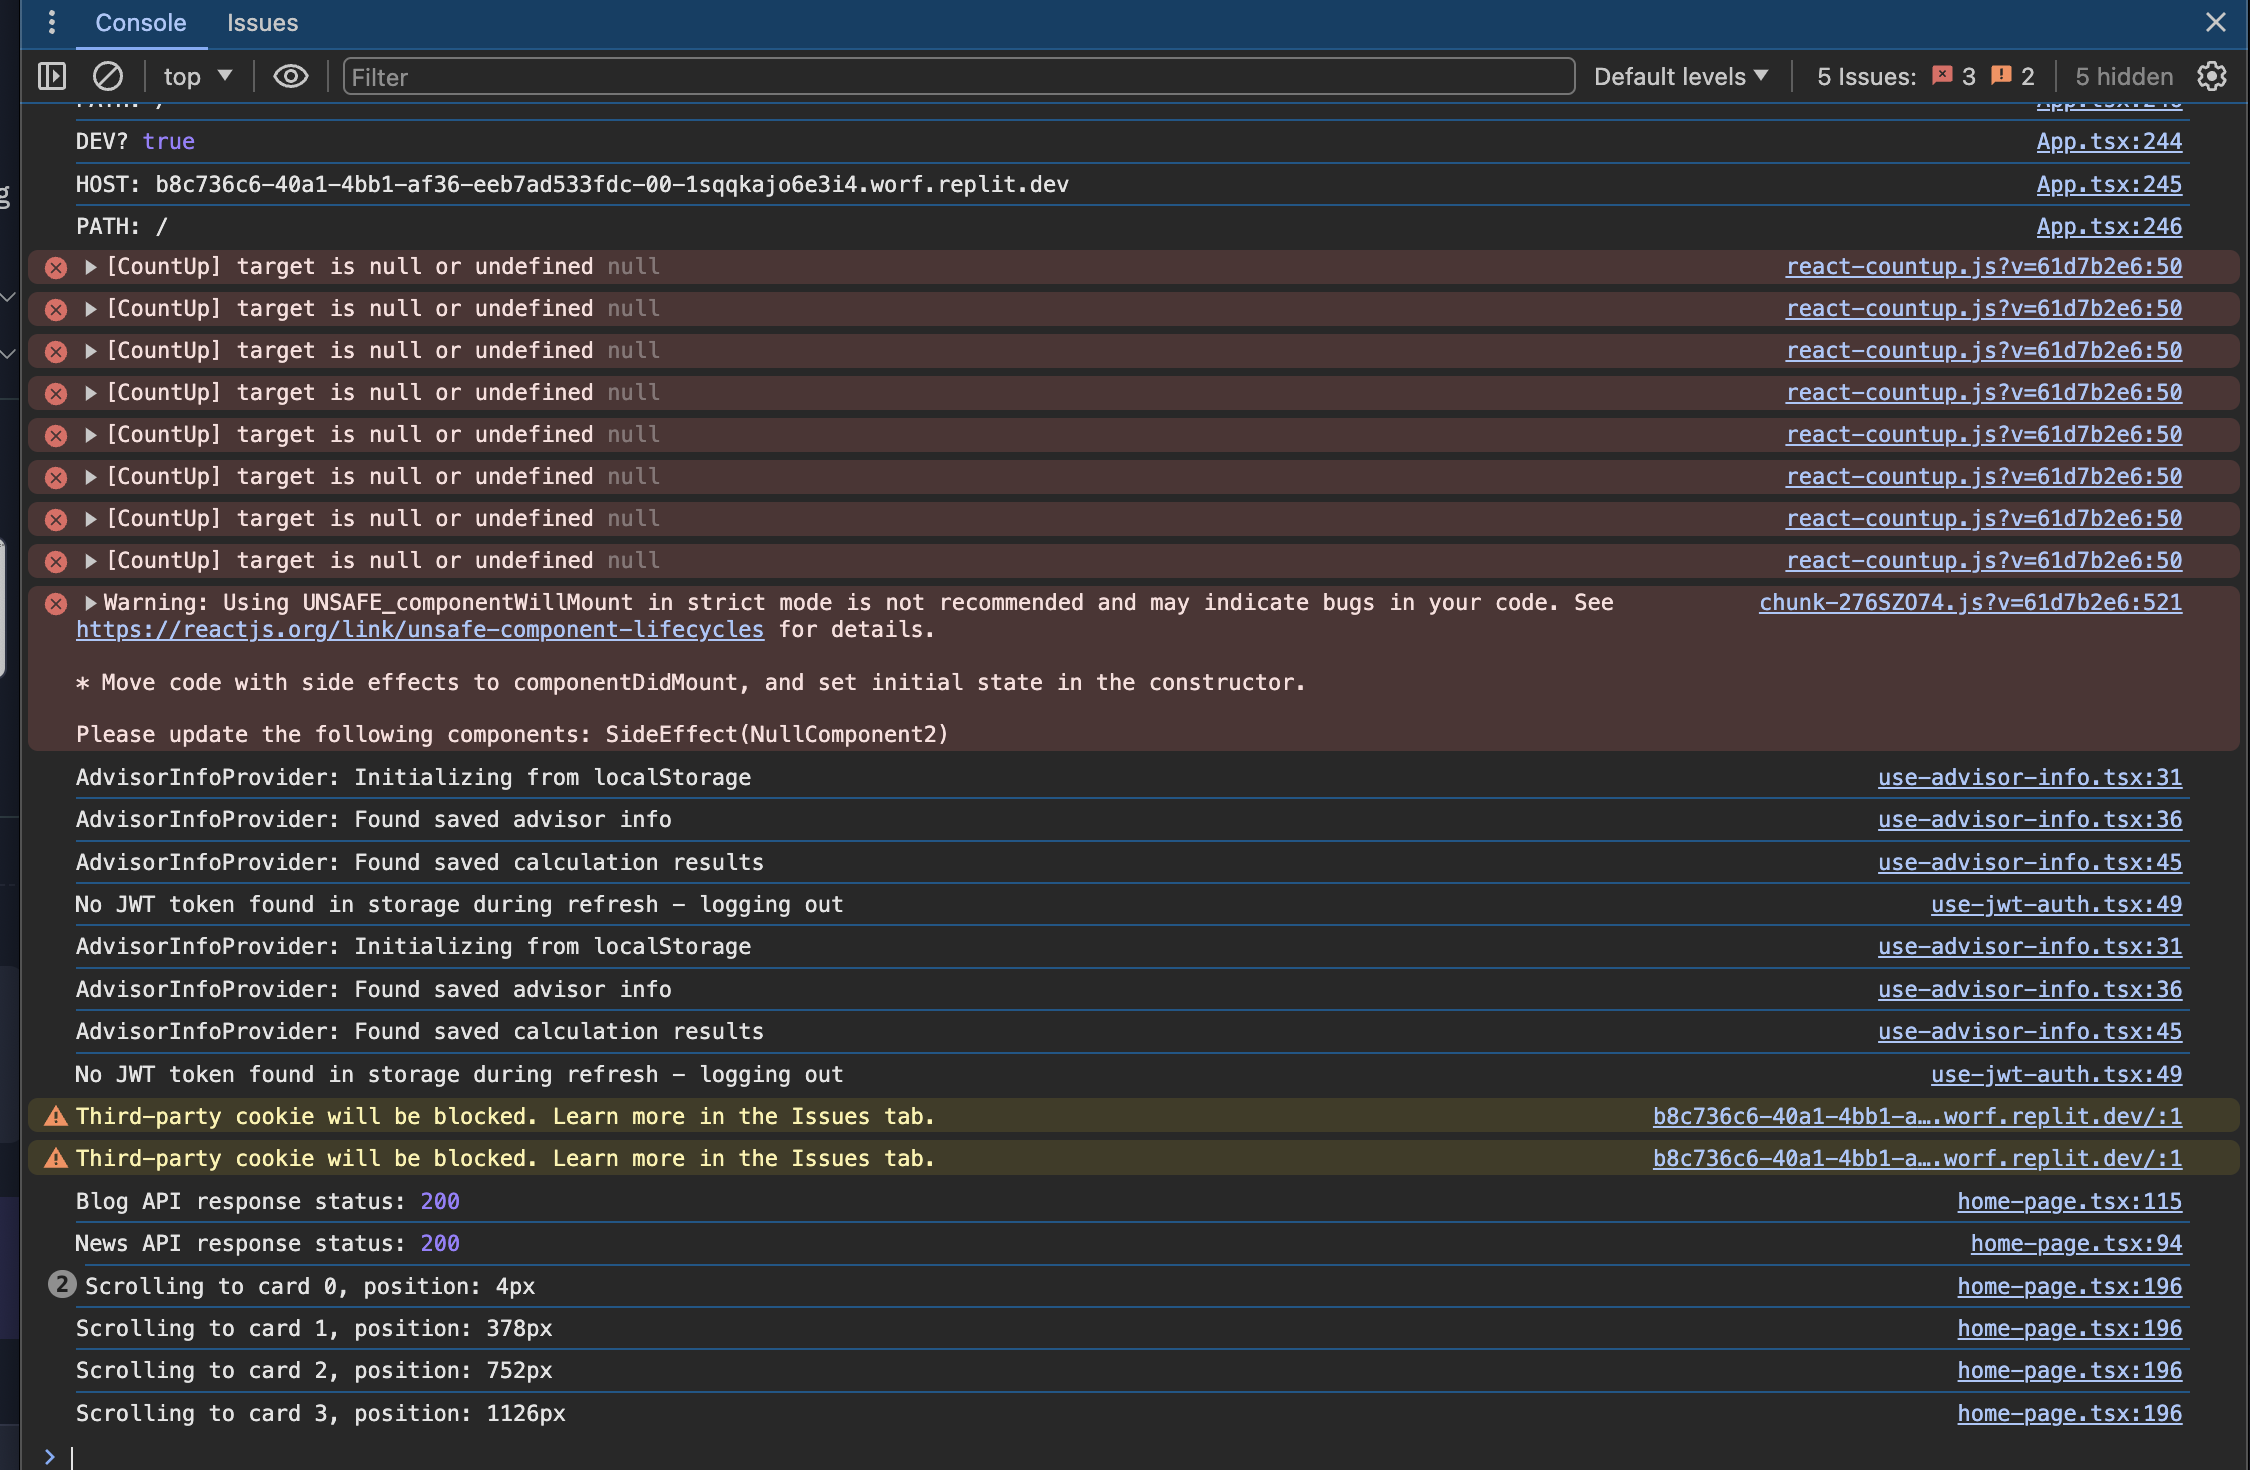 Console Issues
top Filter Default levels 5 Issues: 3 2 5 hidden
PATH: / App.tsx:246
DEV? true App.tsx:244
HOST: b8c736c6-40a1-4bb1-af36-eeb7ad533fdc-00-1sqqkajo6e3i4.worf.replit.dev App.tsx:245
PATH: / App.tsx:246
[CountUp] target is null or undefined null react-countup.js?v=61d7b2e6:50
[CountUp] target is null or undefined null react-countup.js?v=61d7b2e6:50
[CountUp] target is null or undefined null react-countup.js?v=61d7b2e6:50
[CountUp] target is null or undefined null react-countup.js?v=61d7b2e6:50
[CountUp] target is null or undefined null react-countup.js?v=61d7b2e6:50
[CountUp] target is null or undefined null react-countup.js?v=61d7b2e6:50
[CountUp] target is null or undefined null react-countup.js?v=61d7b2e6:50
[CountUp] target is null or undefined null react-countup.js?v=61d7b2e6:50
Warning: Using UNSAFE_componentWillMount in strict mode is not recommended and may indicate bugs in your code. See chunk-276SZO74.js?v=61d7b2e6:521
https://reactjs.org/link/unsafe-component-lifecycles for details.
* Move code with side effects to componentDidMount, and set initial state in the constructor.
Please update the following components: SideEffect(NullComponent2)
AdvisorInfoProvider: Initializing from localStorage use-advisor-info.tsx:31
AdvisorInfoProvider: Found saved advisor info use-advisor-info.tsx:36
AdvisorInfoProvider: Found saved calculation results use-advisor-info.tsx:45
No JWT token found in storage during refresh - logging out use-jwt-auth.tsx:49
AdvisorInfoProvider: Initializing from localStorage use-advisor-info.tsx:31
AdvisorInfoProvider: Found saved advisor info use-advisor-info.tsx:36
AdvisorInfoProvider: Found saved calculation results use-advisor-info.tsx:45
No JWT token found in storage during refresh - logging out use-jwt-auth.tsx:49
Third-party cookie will be blocked. Learn more in the Issues tab. b8c736c6-40a1-4bb1-a….worf.replit.dev/:1
Third-party cookie will be blocked. Learn more in the Issues tab. b8c736c6-40a1-4bb1-a….worf.replit.dev/:1
Blog API response status: 200 home-page.tsx:115
News API response status: 200 home-page.tsx:94
2 Scrolling to card 0, position: 4px home-page.tsx:196
Scrolling to card 1, position: 378px home-page.tsx:196
Scrolling to card 2, position: 752px home-page.tsx:196
Scrolling to card 3, position: 1126px home-page.tsx:196